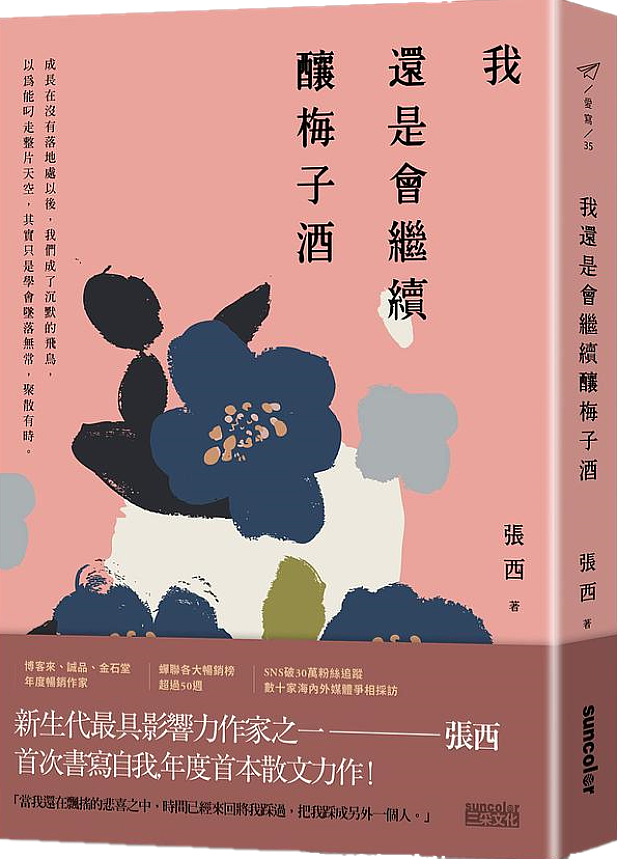 我
還是會繼續
釀梅子酒
成長在沒有落地處以後，我們成了沉默的飛鳥，
以為能叼走整片天空，其實只是學會墜落無常，聚散有時。
張西 著
博客來、誠品、金石堂
年度暢銷作家
蟬聯各大暢銷榜
超過50週
SNS破30萬粉絲追蹤
數十家海內外媒體爭相採訪
新生代最具影響力作家之一————張西
首次書寫自我，年度首本散文力作！
「當我還在飄搖的悲喜之中，時間已經來回將我踩過，把我踩成另外一個人。」
suncolor
三采文化
愛寫／35
我還是會繼續釀梅子酒
張西 著
suncolor